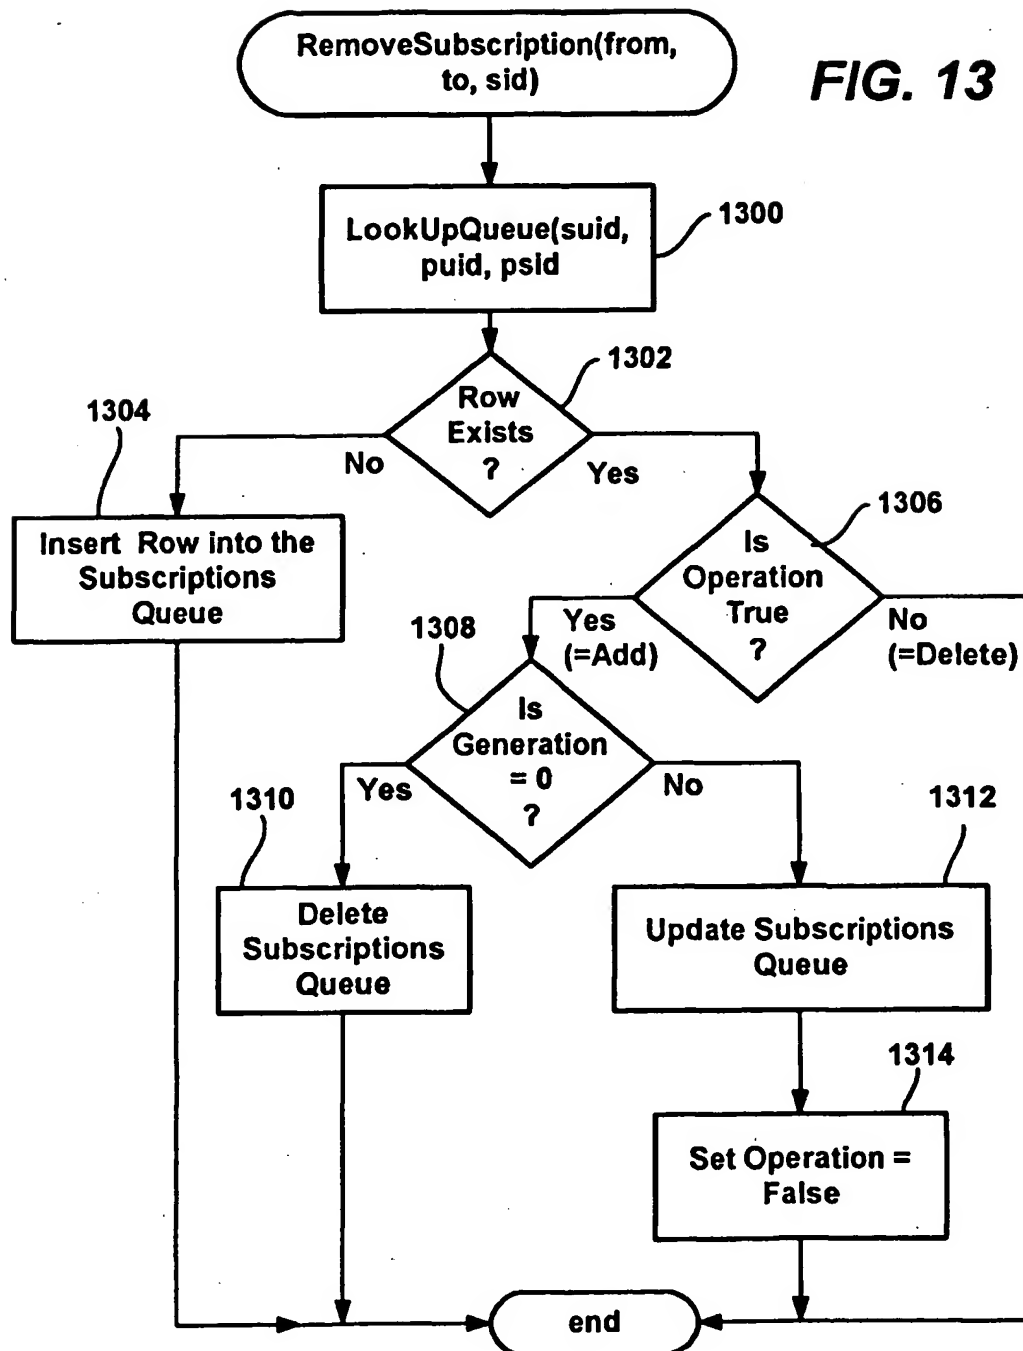 RemoveSubscription(from,
to, sid)
FIG. 13
LookUpQueue(suid,
puid, psid
1300
Row
Exists
?
1302
No
Yes
1304
Insert Row into the
Subscriptions
Queue
Is
Operation
True
?
1306
Yes
(=Add)
No
(=Delete)
1308
Is
Generation
= 0
?
Yes
No
1310
Delete
Subscriptions
Queue
1312
Update Subscriptions
Queue
1314
Set Operation =
False
end